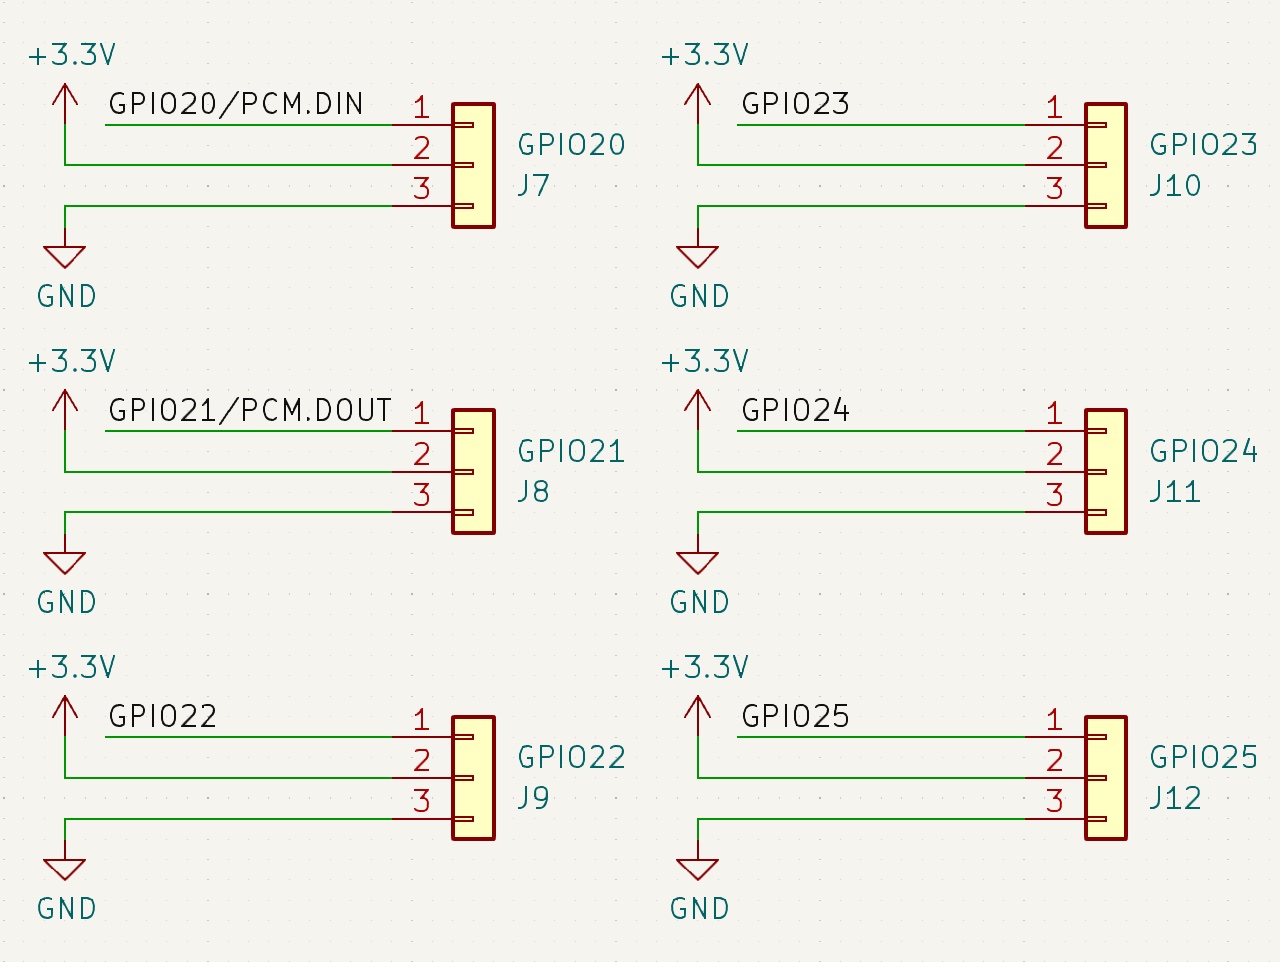 +3.3V
GPIO20/PCM.DIN
1
2
3
GPIO20
J7
GND
+3.3V
GPIO23
1
2
3
GPIO23
J10
GND
+3.3V
GPIO21/PCM.DOUT
1
2
3
GPIO21
J8
GND
+3.3V
GPIO24
1
2
3
GPIO24
J11
GND
+3.3V
GPIO22
1
2
3
GPIO22
J9
GND
+3.3V
GPIO25
1
2
3
GPIO25
J12
GND